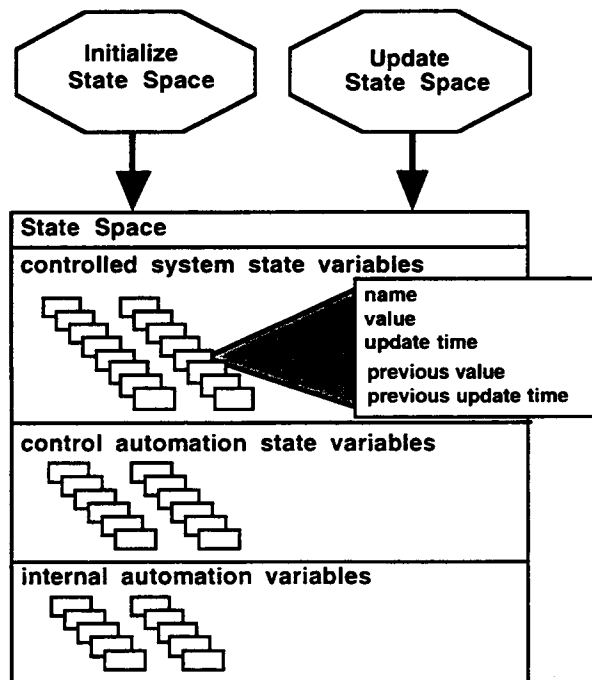 Initialize
State Space
Update
State Space
State Space
controlled system state variables
name
value
update time
previous value
previous update time
control automation state variables
internal automation variables